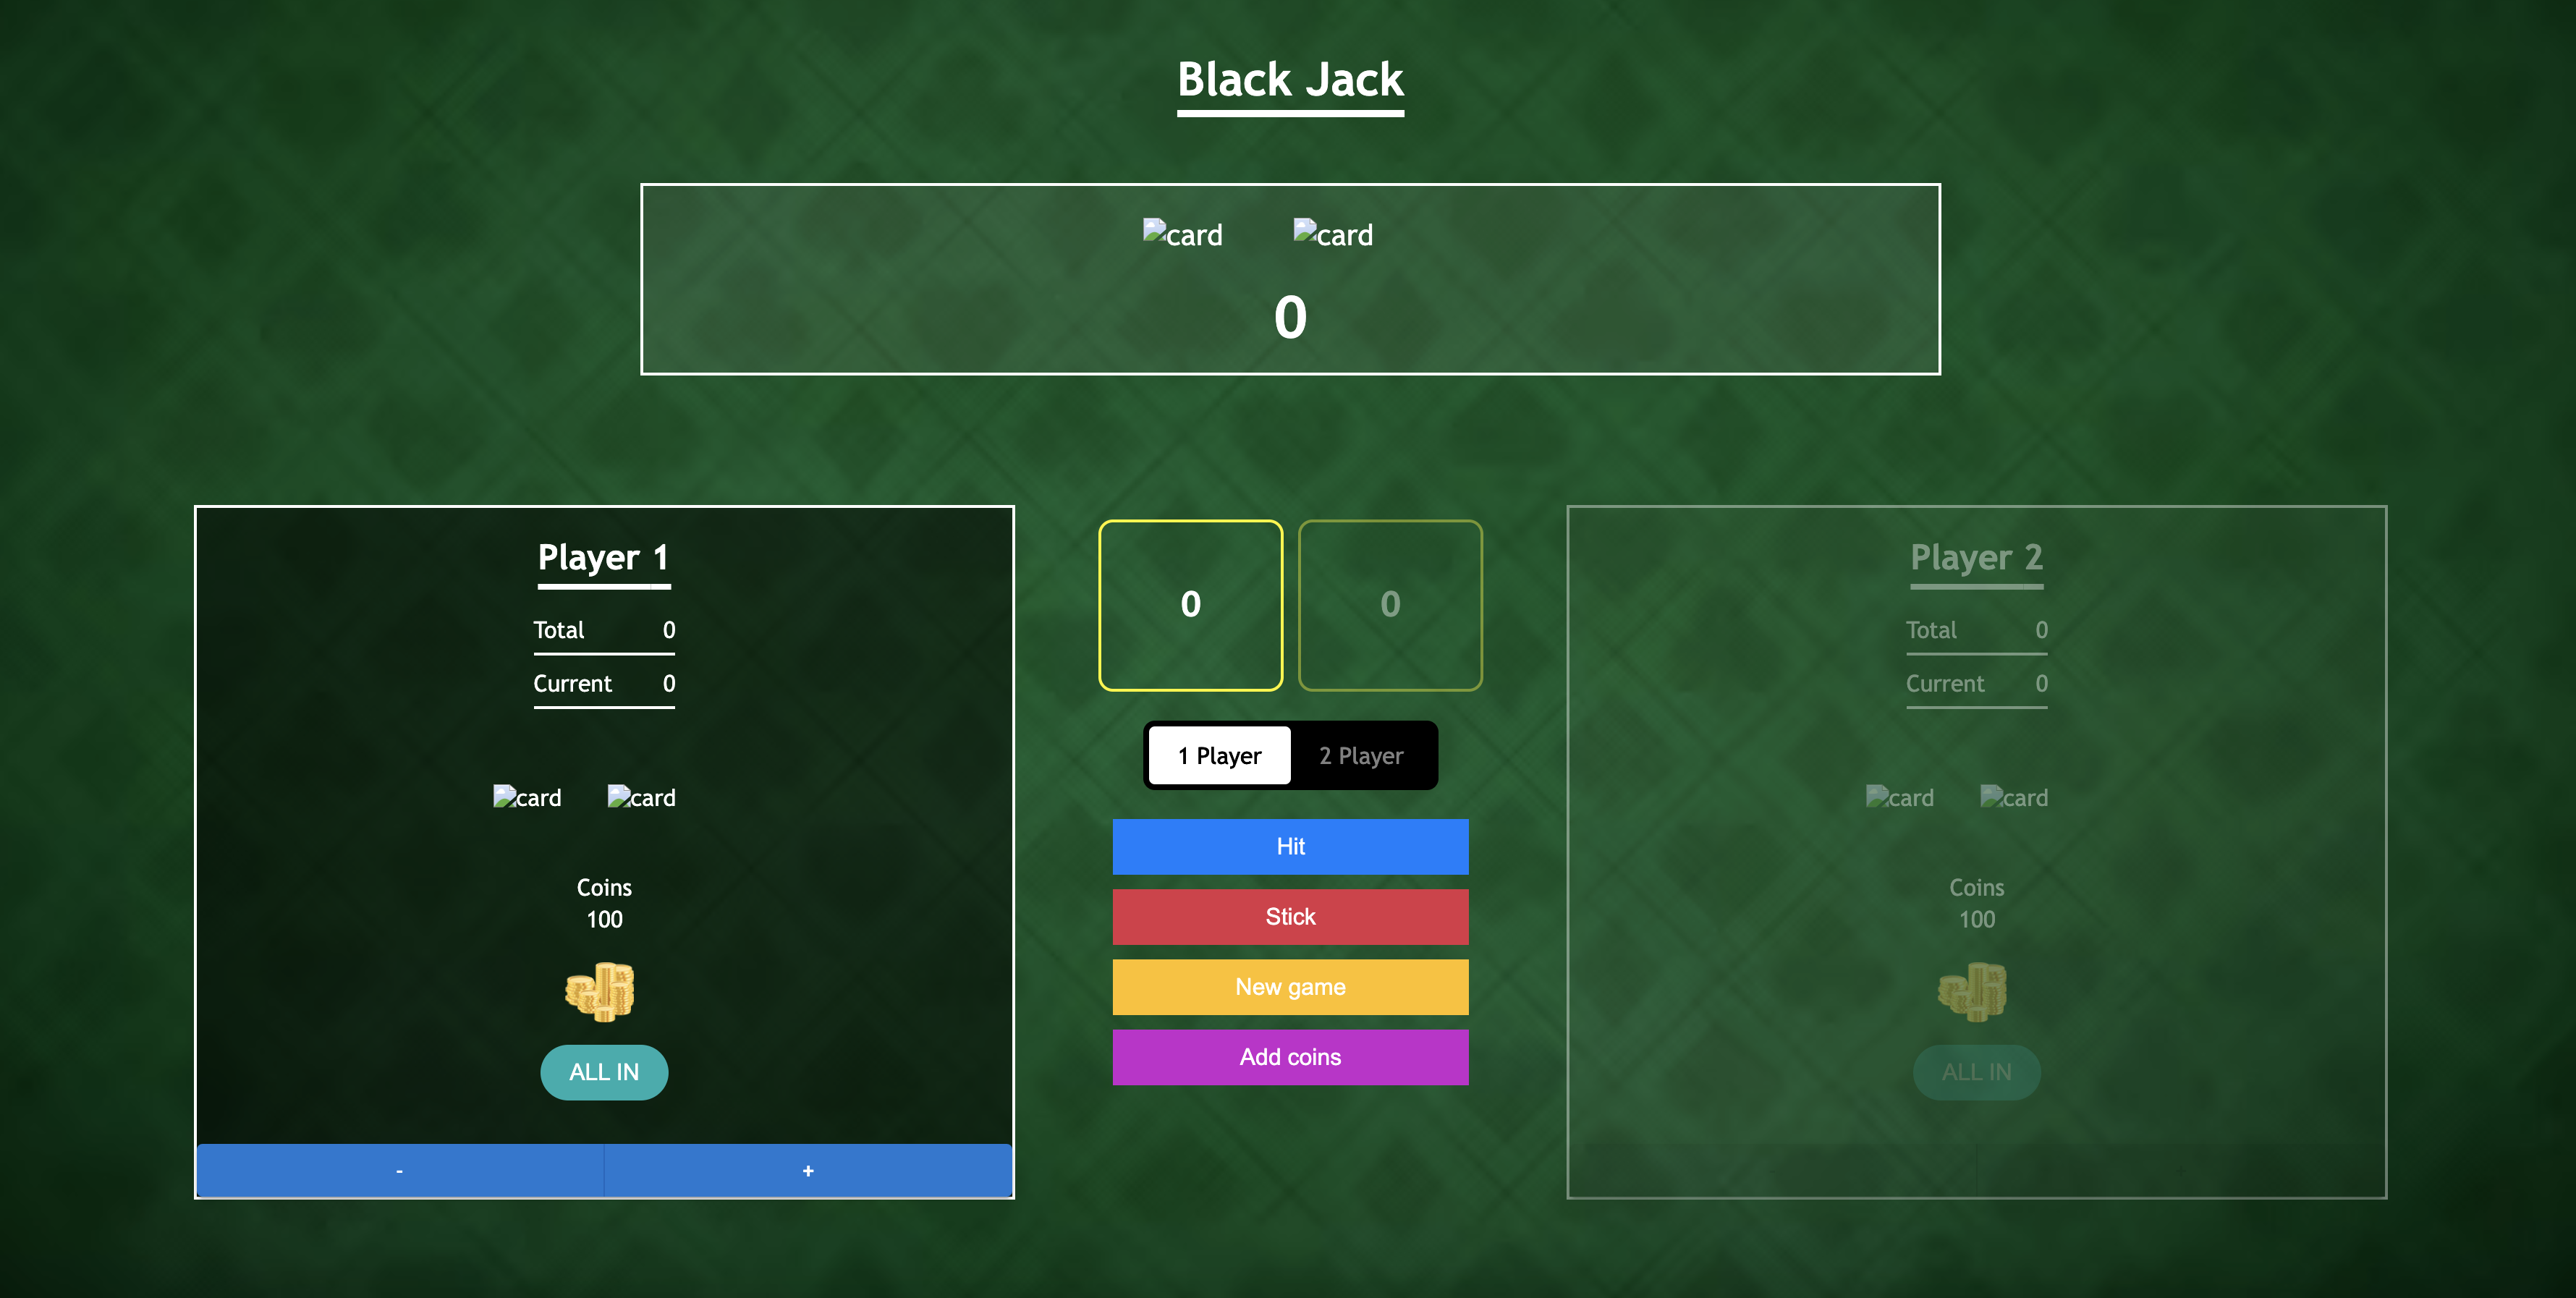 Black Jack
card card
0
Player 1
Total 0
Current 0
card card
Coins
100
ALL IN
- +
0 0
1 Player 2 Player
Hit
Stick
New game
Add coins
Player 2
Total 0
Current 0
card card
Coins
100
ALL IN